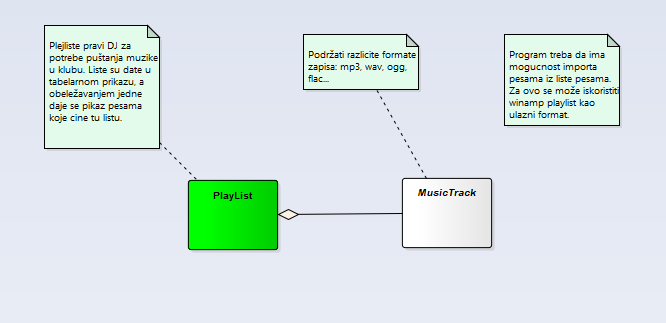 Plejliste pravi DJ za
potrebe puštanja muzike
u klubu. Liste su date u
tabelarnom prikazu, a
obeležavanjem jedne
daje se pikaz pesama
koje cine tu listu.
Podržati razlicite formate
zapisa: mp3, wav, ogg,
flac...
Program treba da ima
mogucnost importa
pesama iz liste pesama.
Za ovo se može iskoristiti
winamp playlist kao
ulazni format.
PlayList
MusicTrack